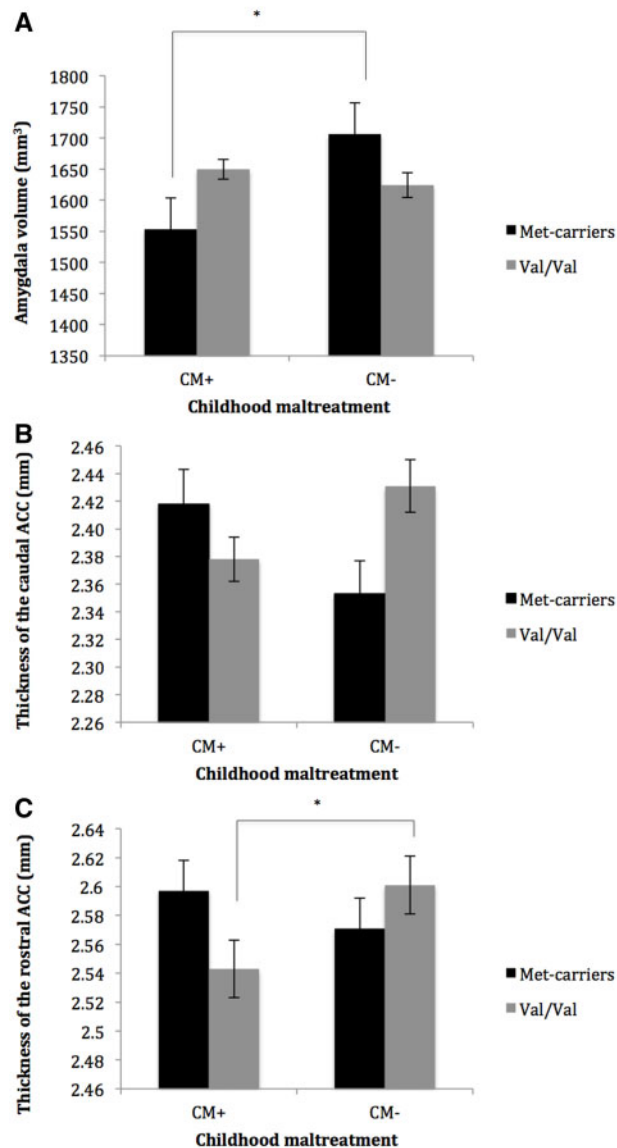 A
*
Amygdala volume (mm³)
1800
1750
1700
1650
1600
1550
1500
1450
1400
1350
CM+
CM-
Childhood maltreatment
Met-carriers
Val/Val
B
Thickness of the caudal ACC (mm)
2.46
2.44
2.42
2.40
2.38
2.36
2.34
2.33
2.30
2.28
2.26
CM+
CM-
Childhood maltreatment
Met-carriers
Val/Val
C
*
Thickness of the rostral ACC (mm)
2.64
2.62
2.6
2.58
2.56
2.54
2.52
2.5
2.48
2.46
CM+
CM-
Childhood maltreatment
Met-carriers
Val/Val